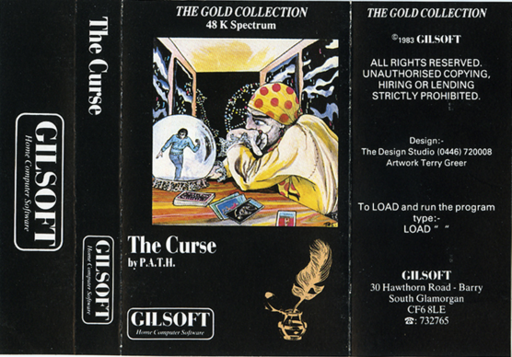 GILSOFT
Home Computer Software
The Curse
GILSOFT
Home Computer Software
THE GOLD COLLECTION
48 K Spectrum
The Curse
by P.A.T.H.
GILSOFT
Home Computer Software
THE GOLD COLLECTION
©1983 GILSOFT
ALL RIGHTS RESERVED.
UNAUTHORISED COPYING,
HIRING OR LENDING
STRICTLY PROHIBITED.
Design:-
The Design Studio (0446) 720008
Artwork Terry Greer
To LOAD and run the program
type:-
LOAD " "
GILSOFT
30 Hawthorn Road - Barry
South Glamorgan
CF6 8LE
☎: 732765